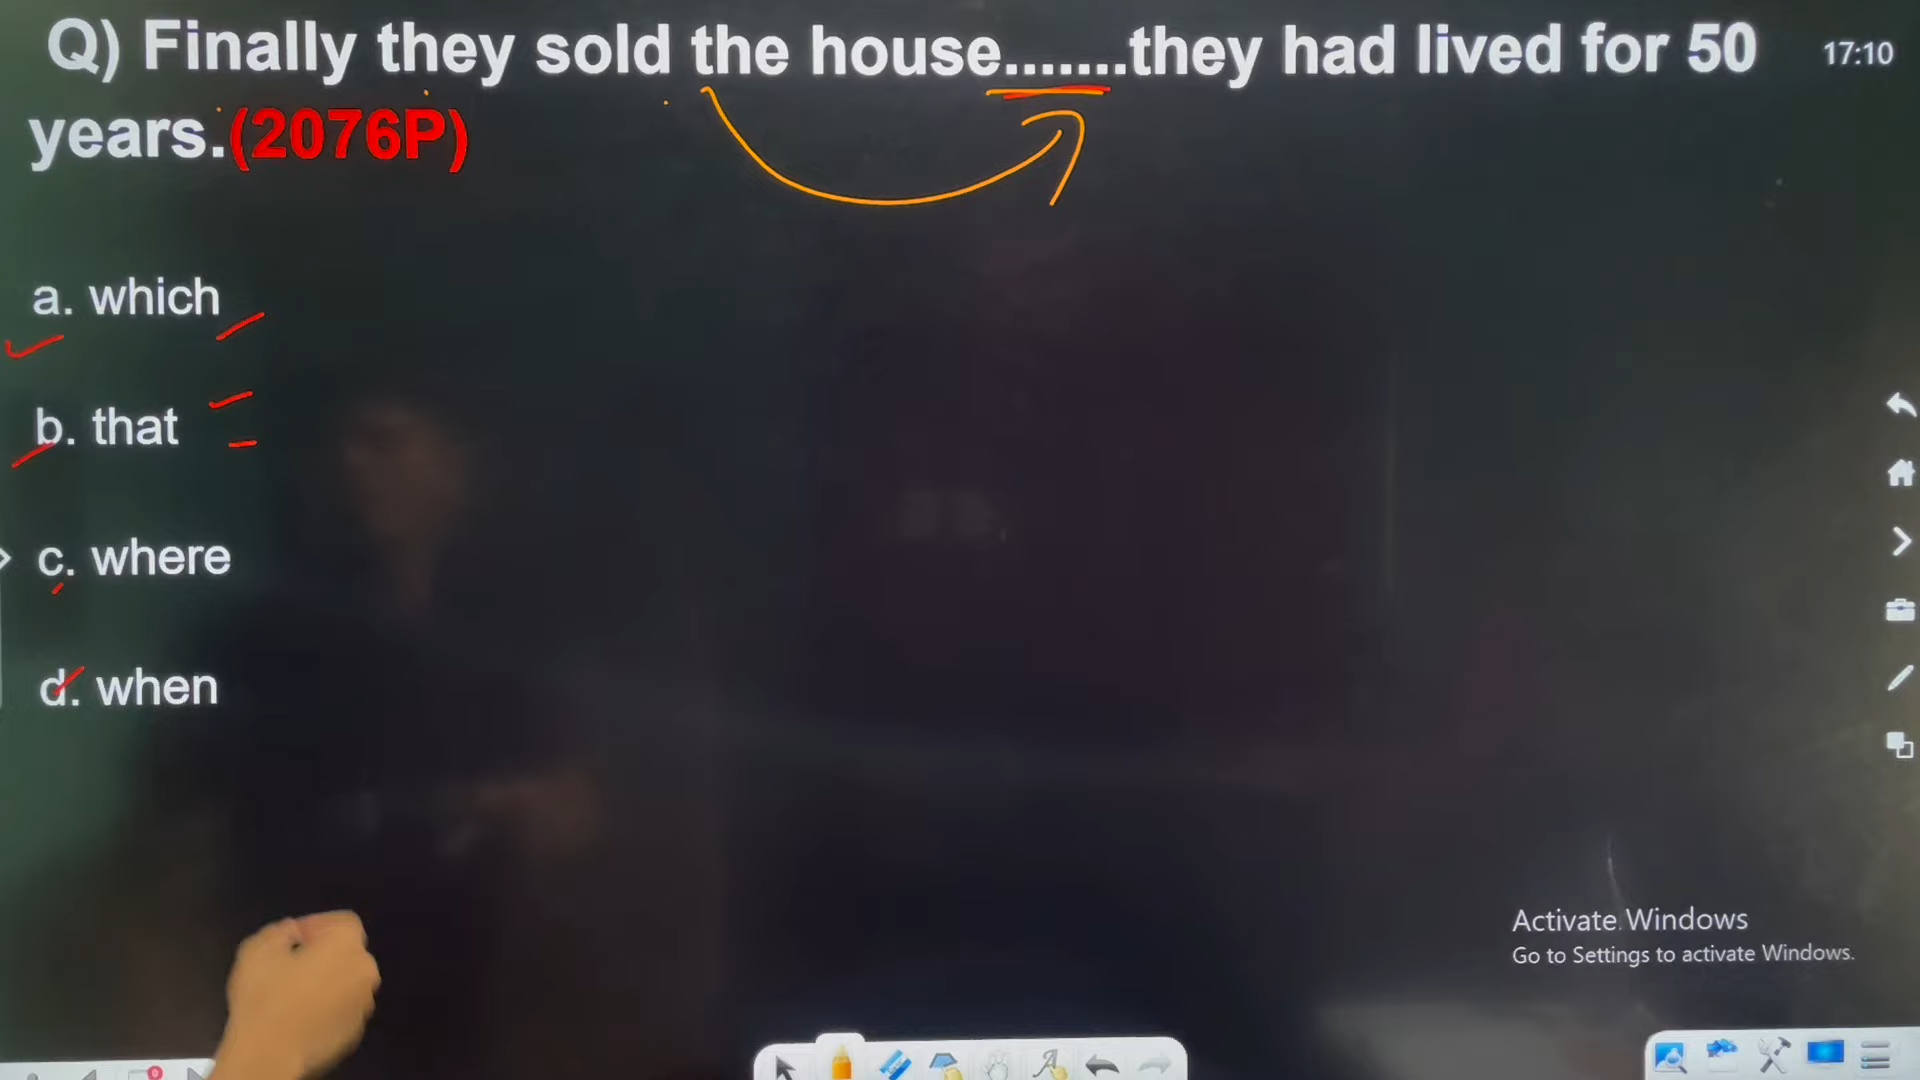 Q) Finally they sold the house.......they had lived for 50
17:10
years.(2076P)
a. which
b. that
c. where
d. when
Activate Windows
Go to Settings to activate Windows.